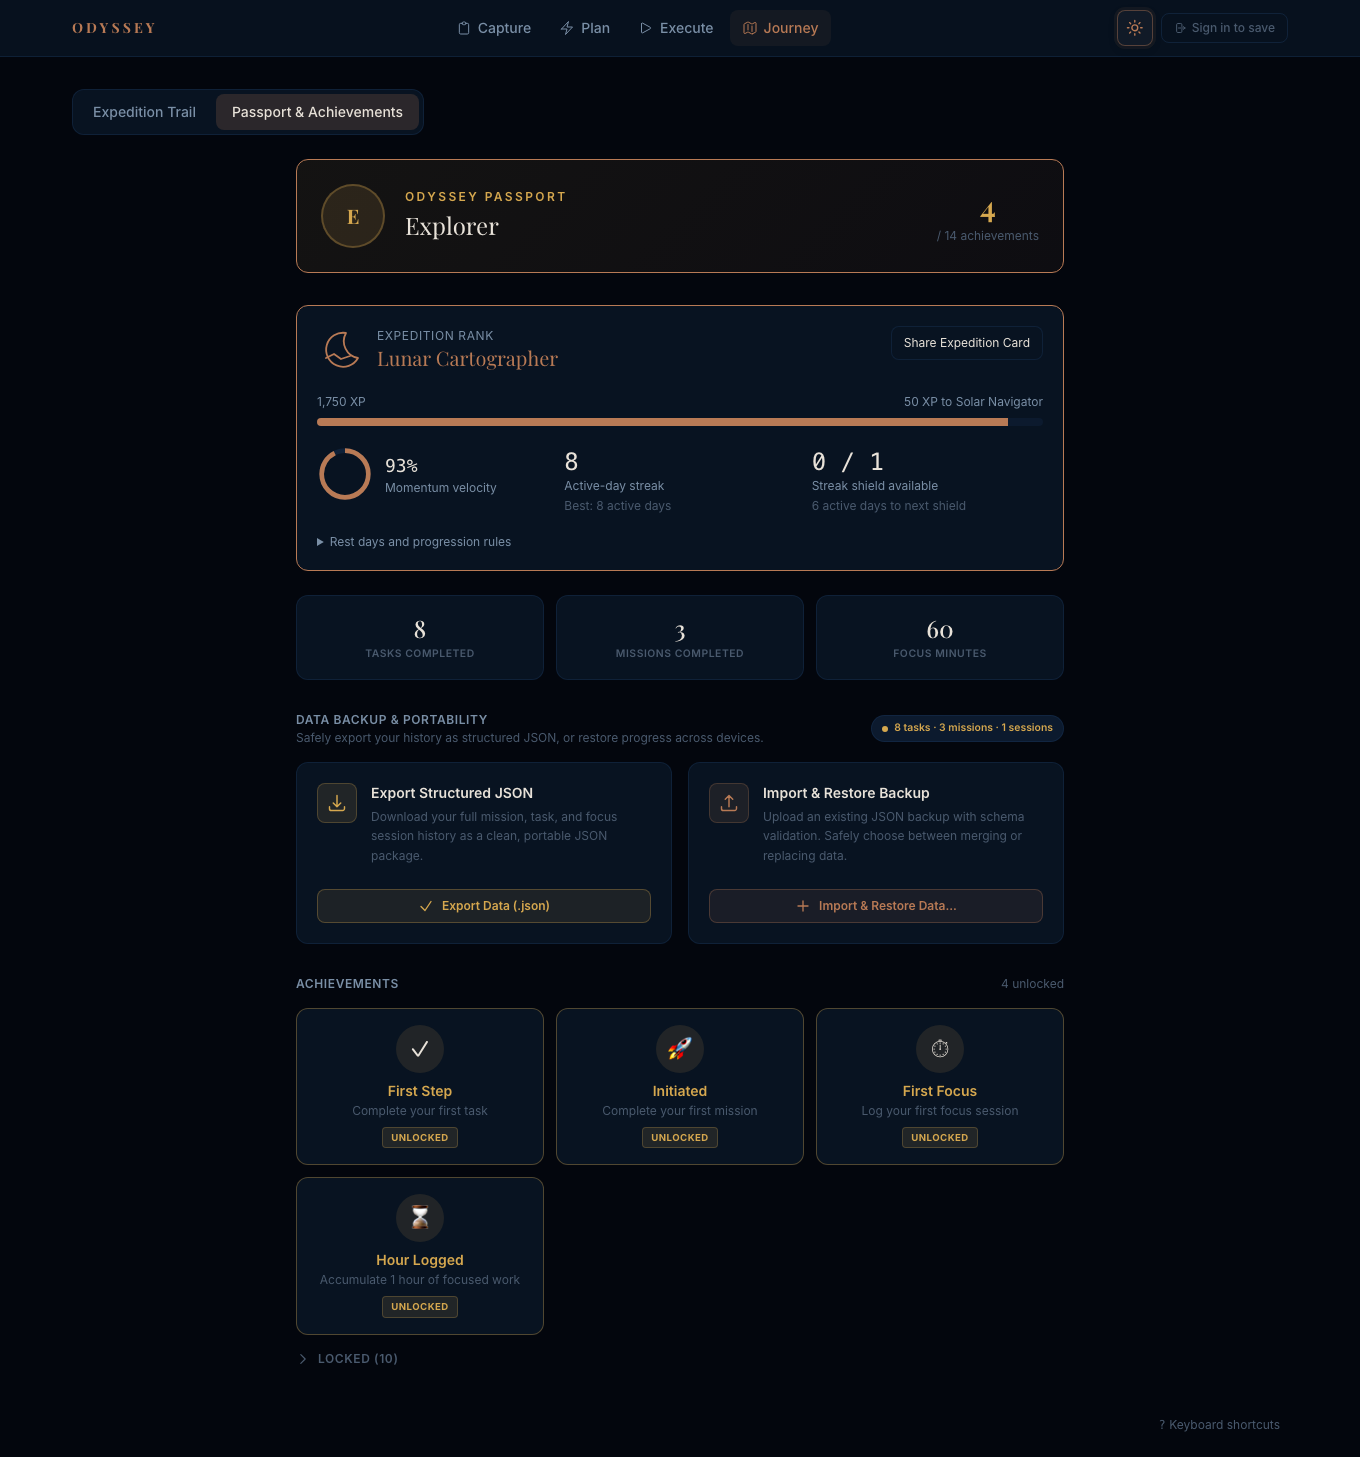 ODYSSEY
Capture
Plan
Execute
Journey
Sign in to save
Expedition Trail
Passport & Achievements
E
ODYSSEY PASSPORT
Explorer
4
/ 14 achievements
EXPEDITION RANK
Lunar Cartographer
Share Expedition Card
1,750 XP
50 XP to Solar Navigator
93%
Momentum velocity
8
Active-day streak
Best: 8 active days
0 / 1
Streak shield available
6 active days to next shield
Rest days and progression rules
8
TASKS COMPLETED
3
MISSIONS COMPLETED
60
FOCUS MINUTES
DATA BACKUP & PORTABILITY
Safely export your history as structured JSON, or restore progress across devices.
8 tasks · 3 missions · 1 sessions
Export Structured JSON
Download your full mission, task, and focus
session history as a clean, portable JSON
package.
Export Data (.json)
Import & Restore Backup
Upload an existing JSON backup with schema
validation. Safely choose between merging or
replacing data.
Import & Restore Data...
ACHIEVEMENTS
4 unlocked
First Step
Complete your first task
UNLOCKED
Initiated
Complete your first mission
UNLOCKED
First Focus
Log your first focus session
UNLOCKED
Hour Logged
Accumulate 1 hour of focused work
UNLOCKED
LOCKED (10)
? Keyboard shortcuts